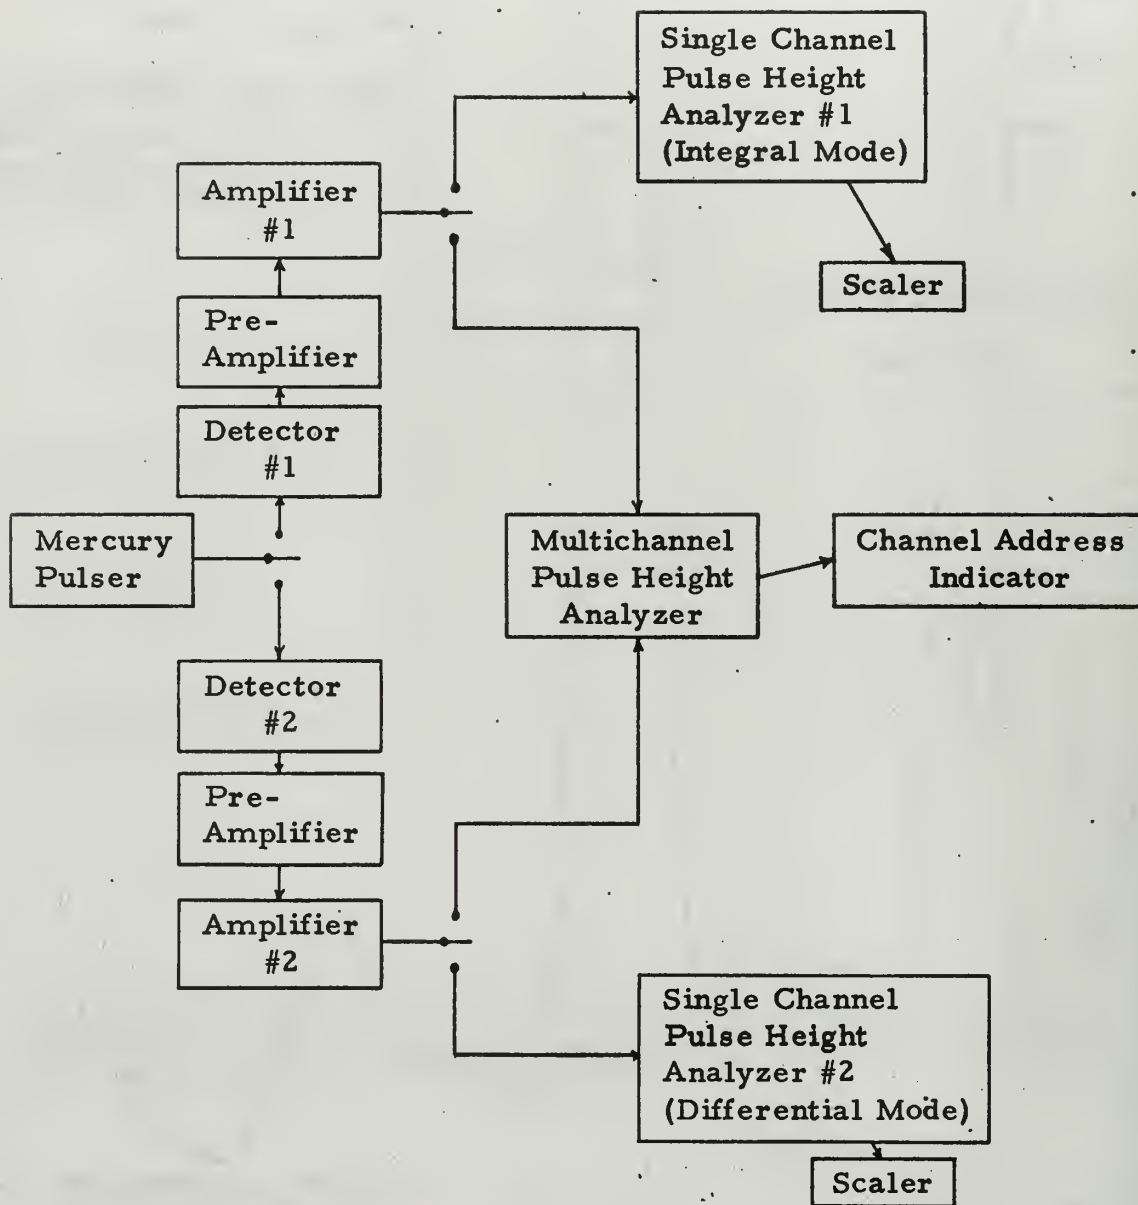 Single Channel
Pulse Height
Analyzer #1
(Integral Mode)
Amplifier
#1
Scaler
Pre-
Amplifier
Detector
#1
Mercury
Pulser
Multichannel
Pulse Height
Analyzer
Channel Address
Indicator
Detector
#2
Pre-
Amplifier
Amplifier
#2
Single Channel
Pulse Height
Analyzer #2
(Differential Mode)
Scaler